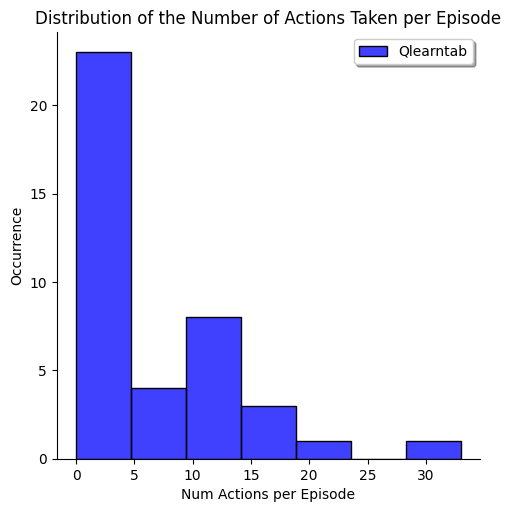 Distribution of the Number of Actions Taken per Episode
Qlearntab
Occurrence
20
15
10
5
0
0 5 10 15 20 25 30
Num Actions per Episode